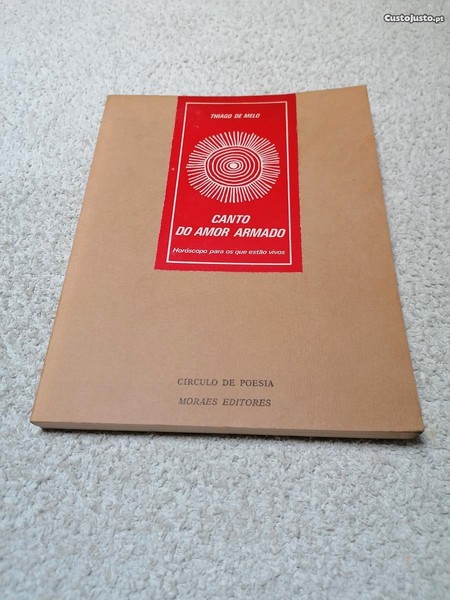 CustoJusto.pt
THIAGO DE MELO
CANTO
DO AMOR ARMADO
Horóscopo para os que estão vivos
CIRCULO DE POESIA
MORAES EDITORES